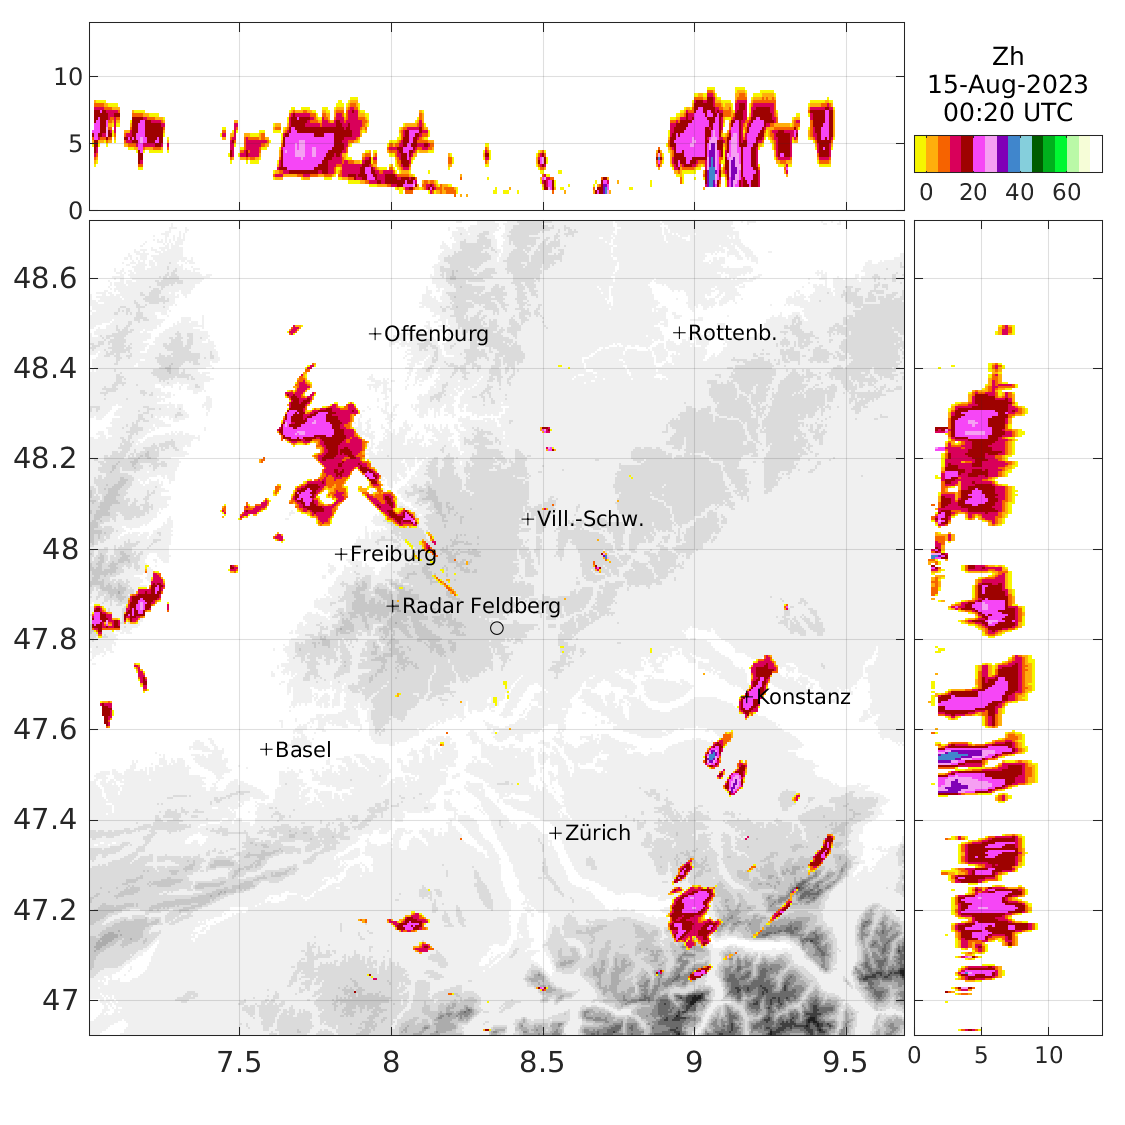 Zh
15-Aug-2023
00:20 UTC
0 20 40 60
10
5
0
48.6
48.4
48.2
48
47.8
47.6
47.4
47.2
47
Offenburg
Rottenb.
Vill.-Schw.
Freiburg
Radar Feldberg
Konstanz
Basel
Zürich
7.5 8 8.5 9 9.5
0 5 10